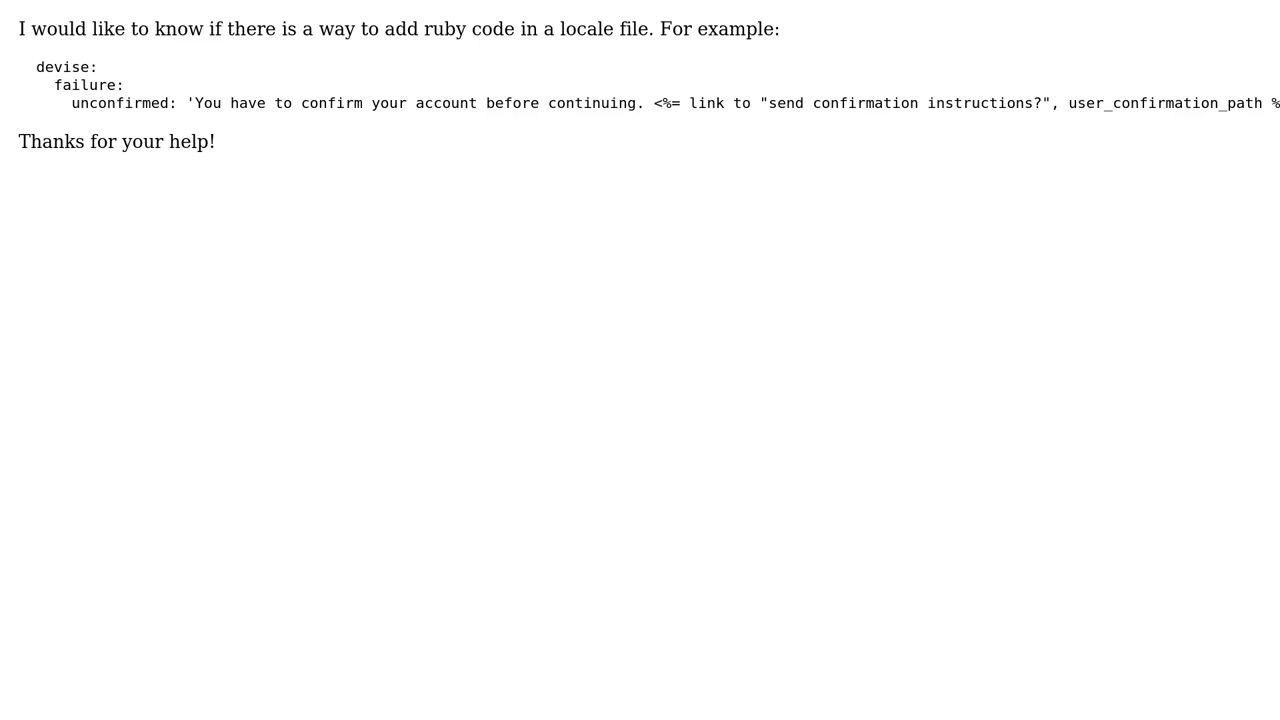 I would like to know if there is a way to add ruby code in a locale file. For example:
devise:
failure:
unconfirmed: 'You have to confirm your account before continuing. <%= link to "send confirmation instructions?", user_confirmation_path %
Thanks for your help!